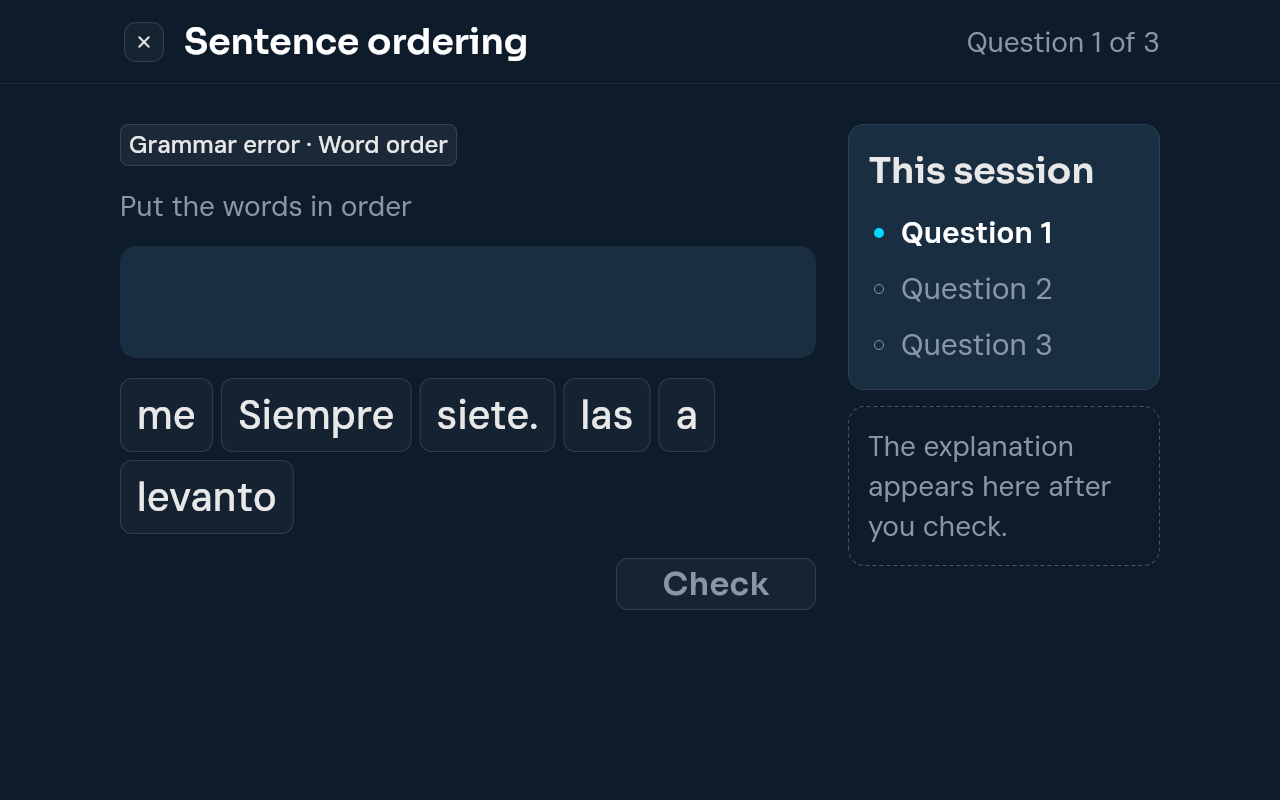 ×
Sentence ordering
Question 1 of 3
Grammar error · Word order
Put the words in order
me Siempre siete. las a
levanto
Check
This session
Question 1
Question 2
Question 3
The explanation
appears here after
you check.